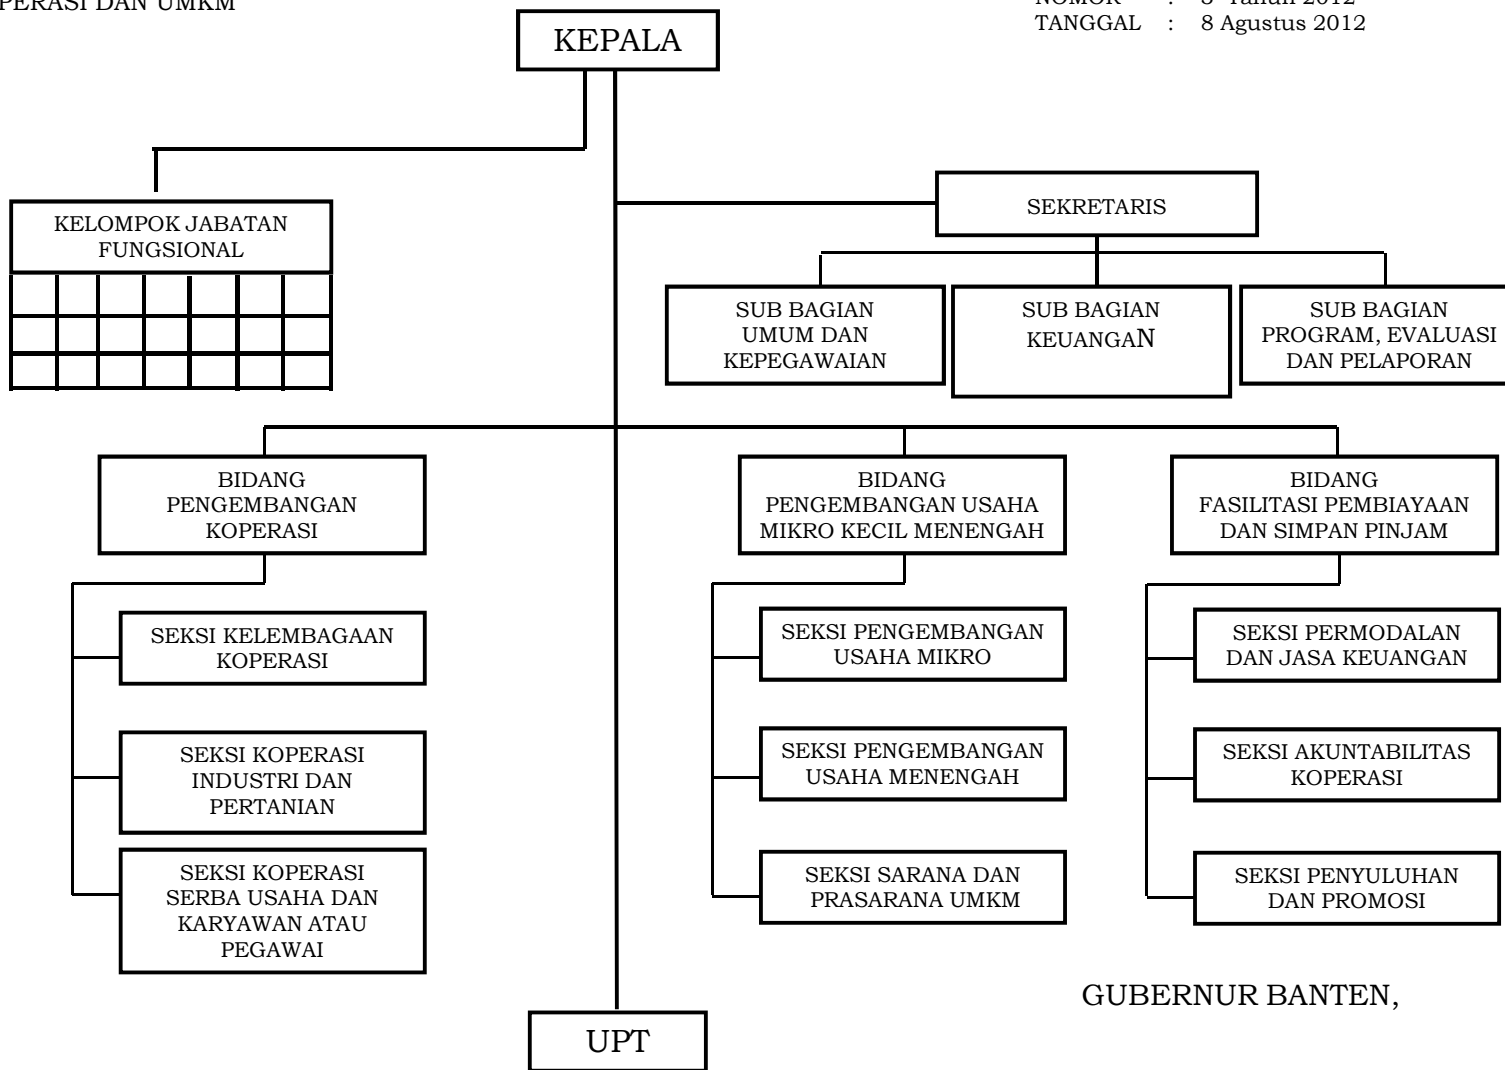 KEPALA
TANGGAL : 8 Agustus 2012
KELOMPOK JABATAN
FUNGSIONAL
SEKRETARIS
SUB BAGIAN
UMUM DAN
KEPEGAWAIAN
SUB BAGIAN
KEUANGAN
SUB BAGIAN
PROGRAM, EVALUASI
DAN PELAPORAN
BIDANG
PENGEMBANGAN
KOPERASI
BIDANG
PENGEMBANGAN USAHA
MIKRO KECIL MENENGAH
BIDANG
FASILITASI PEMBIAYAAN
DAN SIMPAN PINJAM
SEKSI KELEMBAGAAN
KOPERASI
SEKSI KOPERASI
INDUSTRI DAN
PERTANIAN
SEKSI KOPERASI
SERBA USAHA DAN
KARYAWAN ATAU
PEGAWAI
SEKSI PENGEMBANGAN
USAHA MIKRO
SEKSI PENGEMBANGAN
USAHA MENENGAH
SEKSI SARANA DAN
PRASARANA UMKM
SEKSI PERMODALAN
DAN JASA KEUANGAN
SEKSI AKUNTABILITAS
KOPERASI
SEKSI PENYULUHAN
DAN PROMOSI
GUBERNUR BANTEN,
UPT